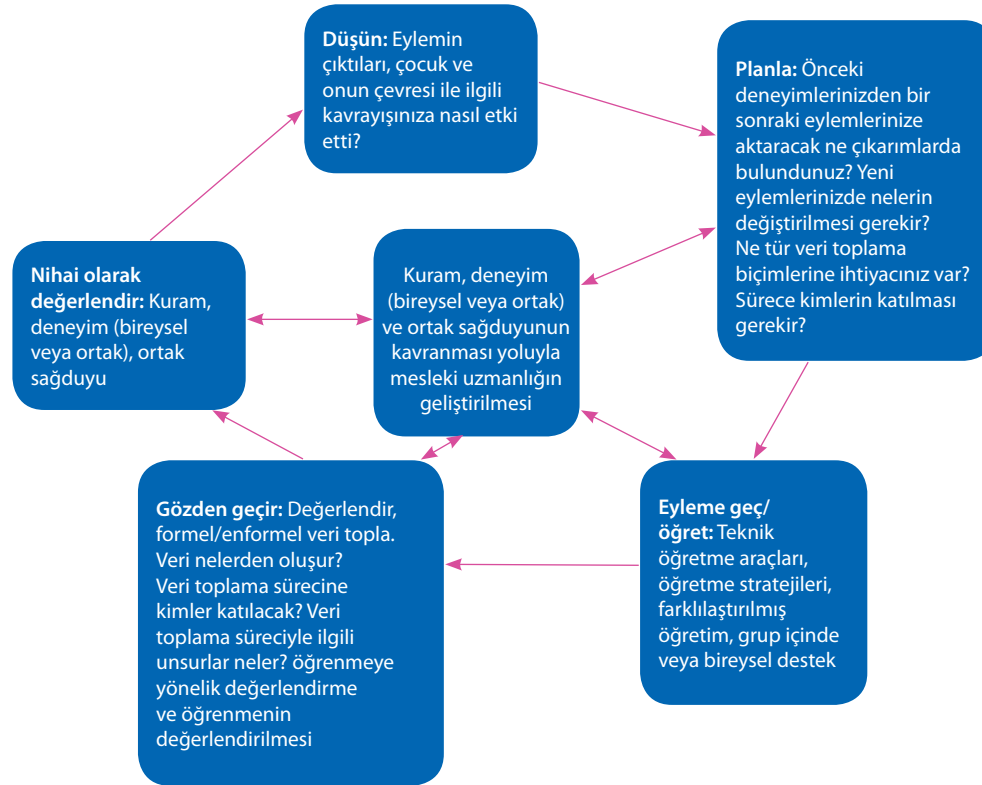 Düşün: Eylemin
çıktıları, çocuk ve
onun çevresi ile ilgili
kavrayışınıza nasıl etki
etti?
Planla: Önceki
deneyimlerinizden bir
sonraki eylemlerinize
aktaracak ne çıkarımlarda
bulundunuz? Yeni
eylemlerinizde nelerin
değiştirilmesi gerekir?
Ne tür veri toplama
biçimlerine ihtiyacınız var?
Sürece kimlerin katılması
gerekir?
Nihai olarak
değerlendir: Kuram,
deneyim (bireysel
veya ortak), ortak
sağduyu
Kuram, deneyim
(bireysel veya ortak)
ve ortak sağduyunun
kavranması yoluyla
mesleki uzmanlığın
geliştirilmesi
Gözden geçir: Değerlendir,
formel/enformel veri topla.
Veri nelerden oluşur?
Veri toplama sürecine
kimler katılacak? Veri
toplama süreciyle ilgili
unsurlar neler? öğrenmeye
yönelik değerlendirme
ve öğrenmenin
değerlendirilmesi
Eyleme geç/
öğret: Teknik
öğretme araçları,
öğretme stratejileri,
farklılaştırılmış
öğretim, grup içinde
veya bireysel destek